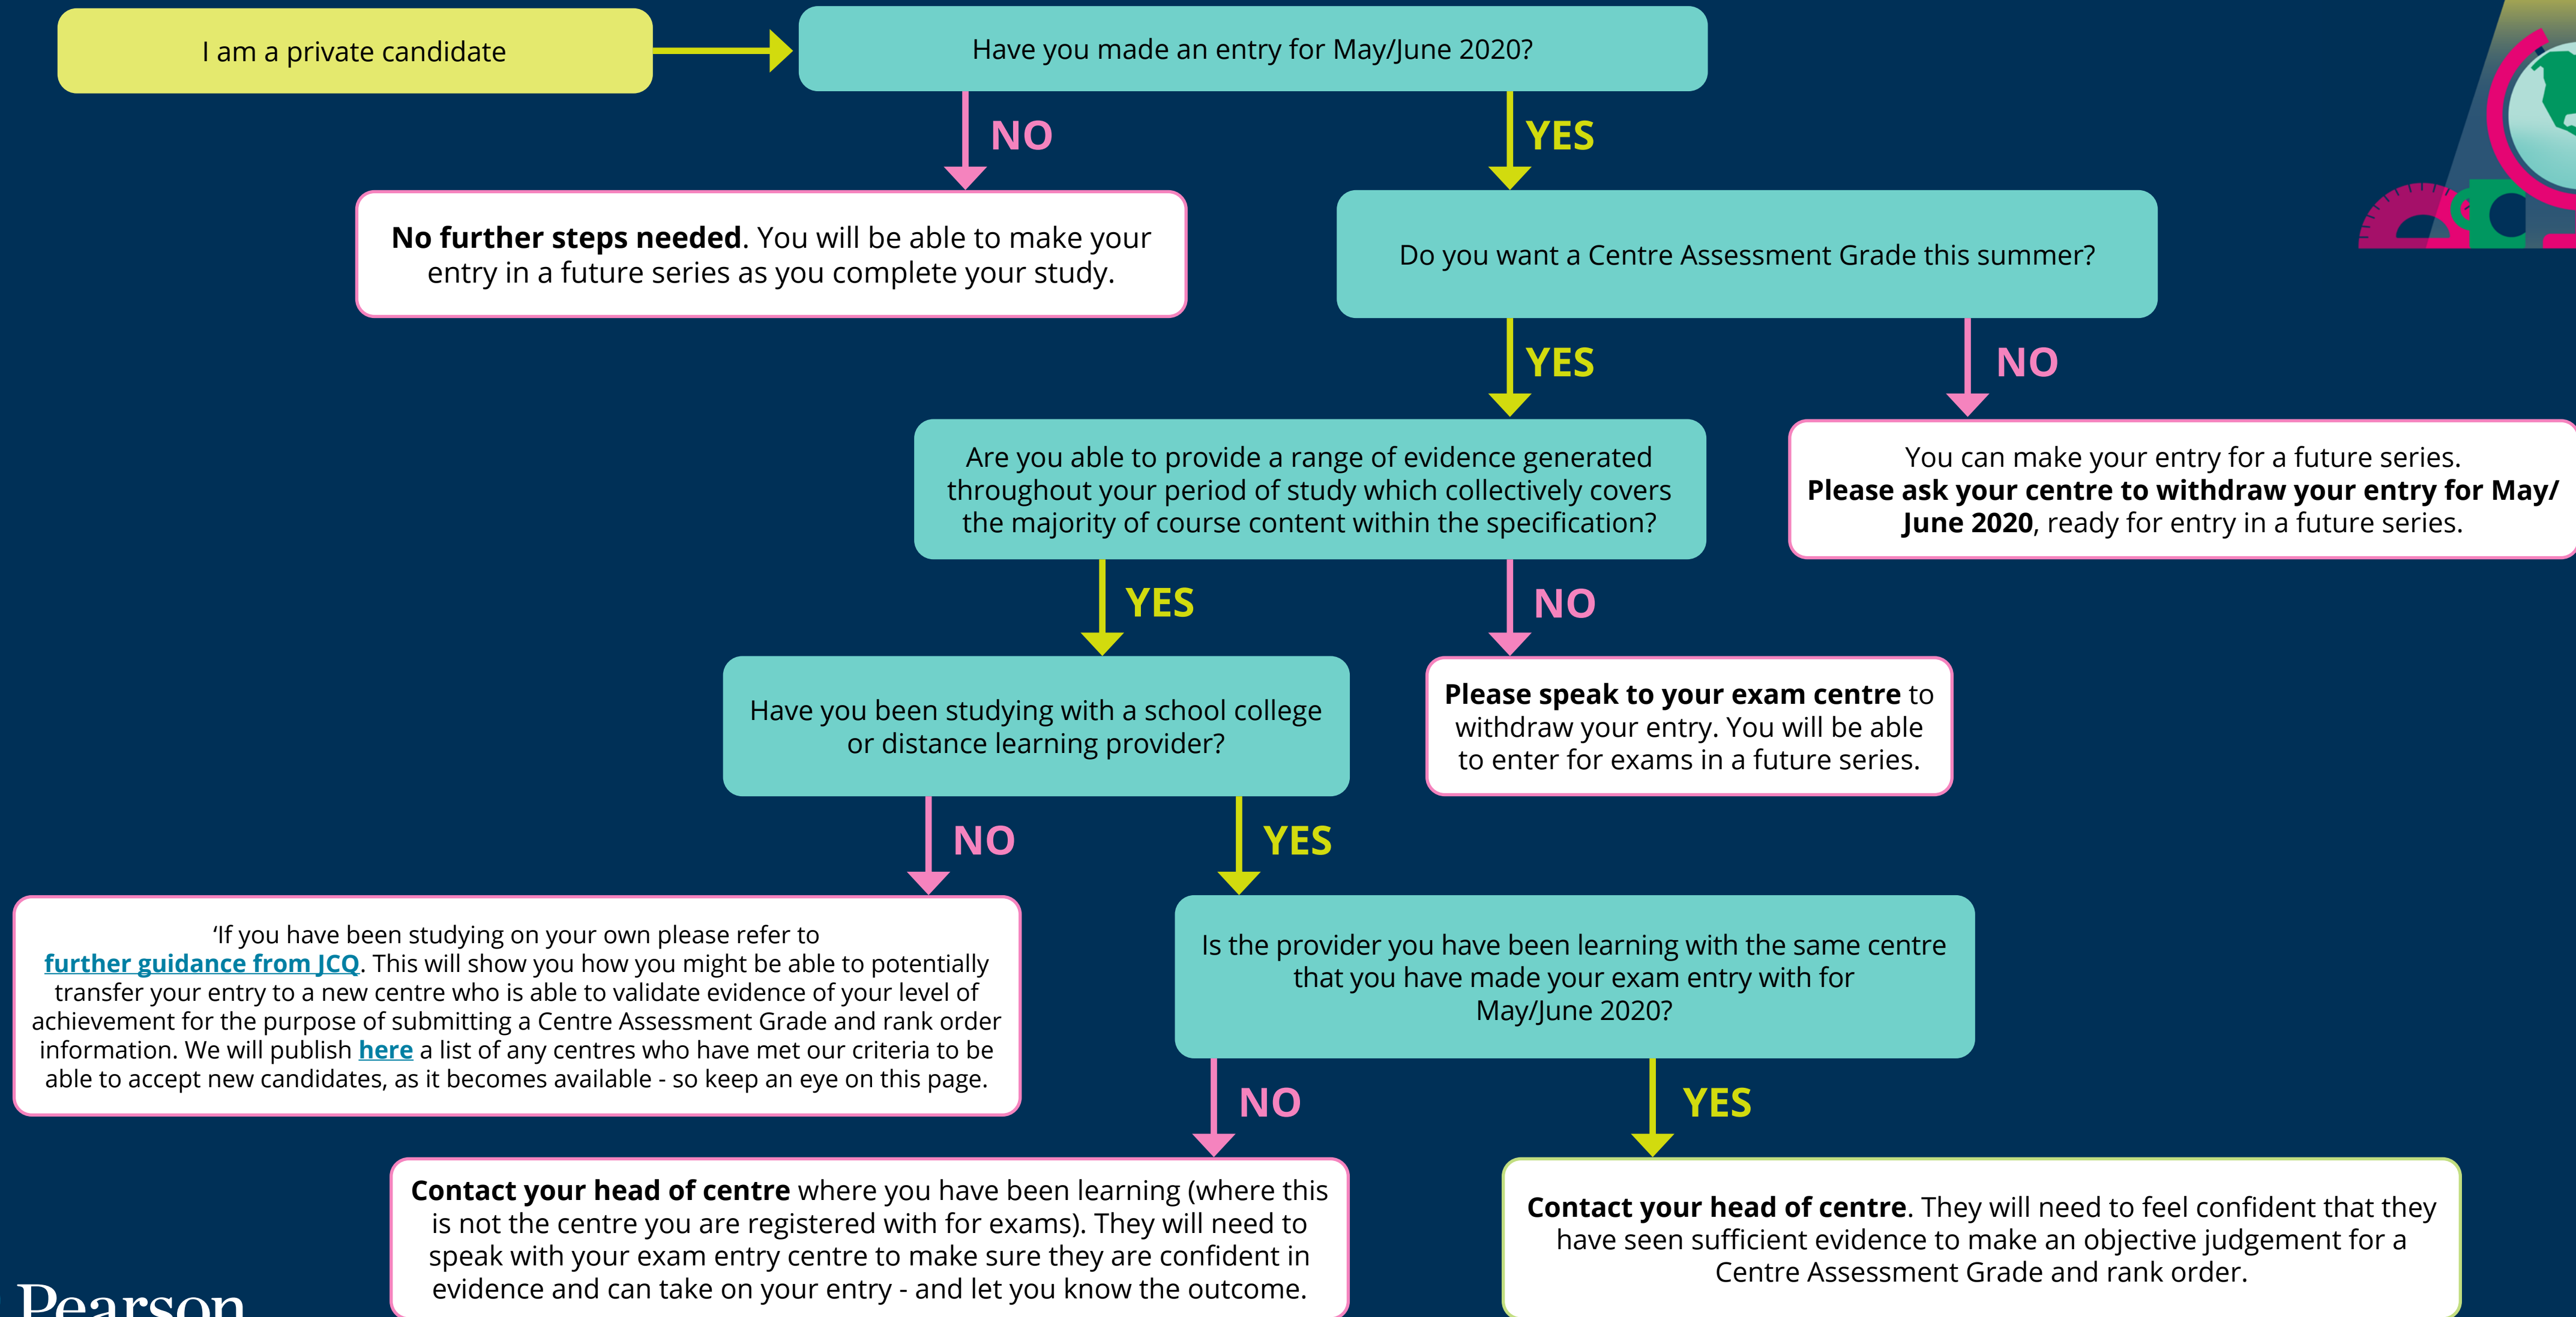 I am a private candidate
Have you made an entry for May/June 2020?
NO
YES
No further steps needed. You will be able to make your
entry in a future series as you complete your study.
Do you want a Centre Assessment Grade this summer?
YES
NO
Are you able to provide a range of evidence generated
throughout your period of study which collectively covers
the majority of course content within the specification?
You can make your entry for a future series.
Please ask your centre to withdraw your entry for May/
June 2020, ready for entry in a future series.
YES
NO
Have you been studying with a school college
or distance learning provider?
Please speak to your exam centre to
withdraw your entry. You will be able
to enter for exams in a future series.
NO
YES
‘If you have been studying on your own please refer to
further guidance from JCQ. This will show you how you might be able to potentially
transfer your entry to a new centre who is able to validate evidence of your level of
achievement for the purpose of submitting a Centre Assessment Grade and rank order
information. We will publish here a list of any centres who have met our criteria to be
able to accept new candidates, as it becomes available - so keep an eye on this page.
Is the provider you have been learning with the same centre
that you have made your exam entry with for
May/June 2020?
NO
YES
Contact your head of centre where you have been learning (where this
is not the centre you are registered with for exams). They will need to
speak with your exam entry centre to make sure they are confident in
evidence and can take on your entry - and let you know the outcome.
Contact your head of centre. They will need to feel confident that they
have seen sufficient evidence to make an objective judgement for a
Centre Assessment Grade and rank order.
Pearson